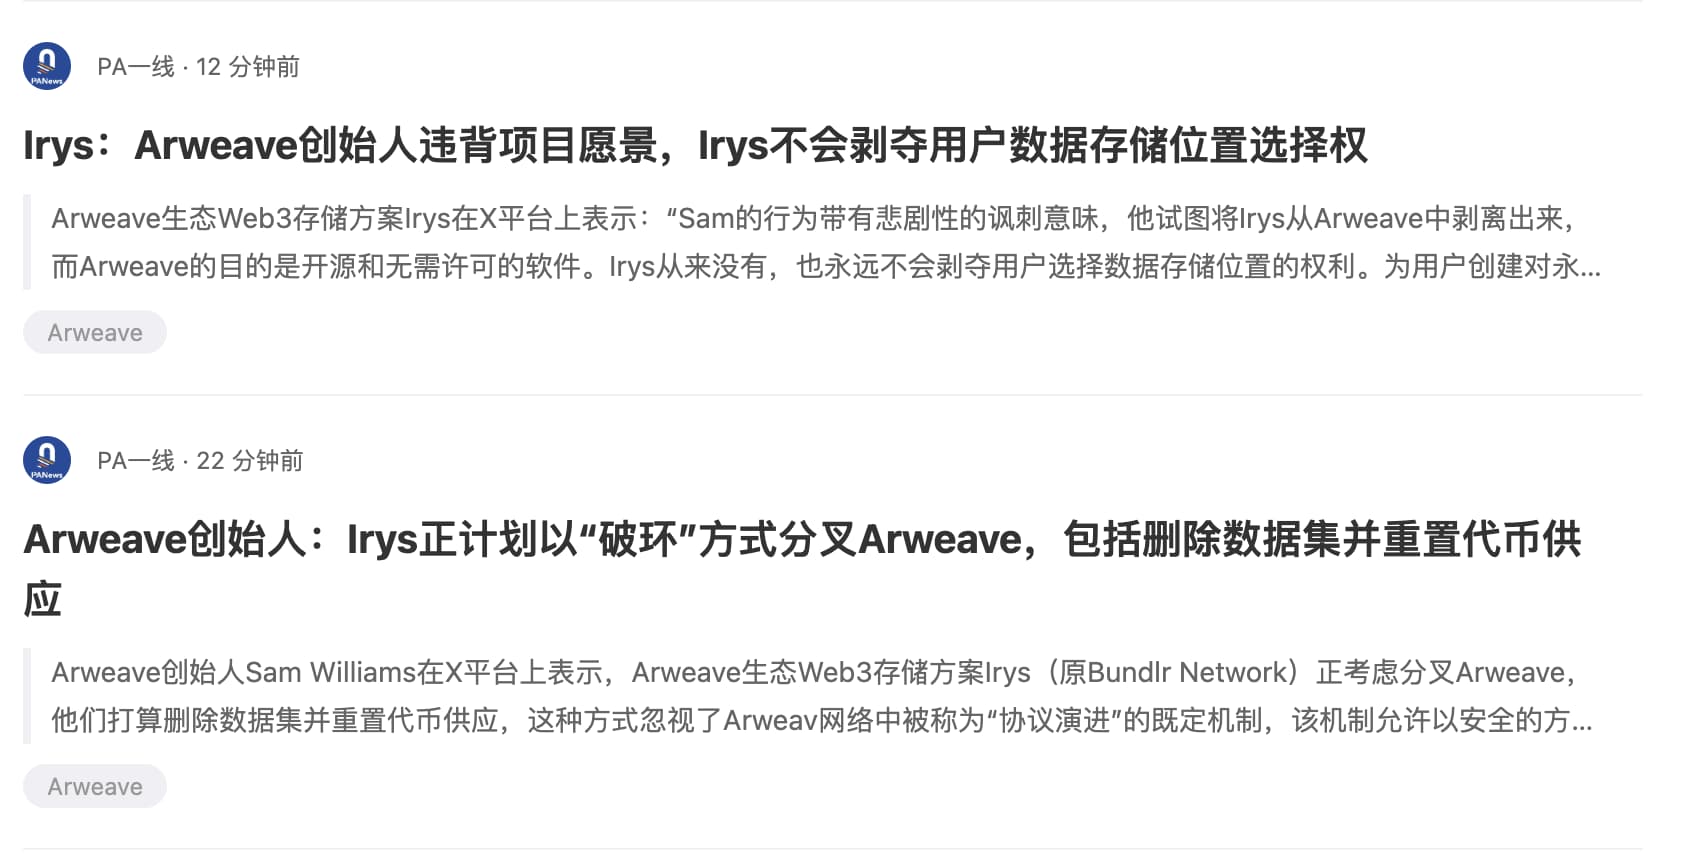 PANews
PA一线 · 12 分钟前
Irys：Arweave创始人违背项目愿景，Irys不会剥夺用户数据存储位置选择权
Arweave生态Web3存储方案Irys在X平台上表示：“Sam的行为带有悲剧性的讽刺意味，他试图将Irys从Arweave中剥离出来，
而Arweave的目的是开源和无需许可的软件。Irys从来没有，也永远不会剥夺用户选择数据存储位置的权利。为用户创建对永...
Arweave
PANews
PA一线 · 22 分钟前
Arweave创始人：Irys正计划以“破环”方式分叉Arweave，包括删除数据集并重置代币供
应
Arweave创始人Sam Williams在X平台上表示，Arweave生态Web3存储方案Irys（原Bundlr Network）正考虑分叉Arweave，
他们打算删除数据集并重置代币供应，这种方式忽视了Arweav网络中被称为“协议演进”的既定机制，该机制允许以安全的方...
Arweave